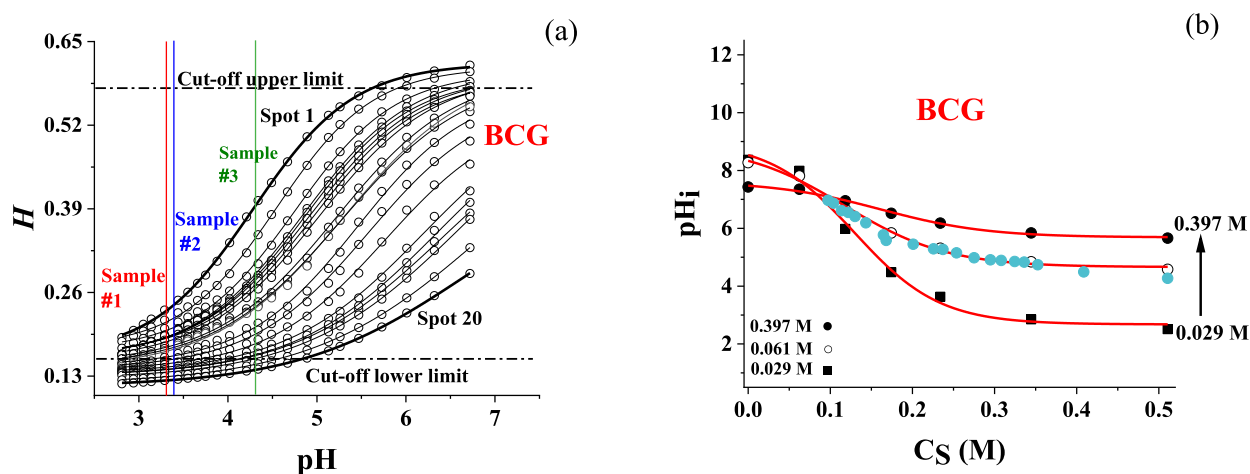 (a)
0.65
0.52
0.39
0.26
0.13
H
Cut-off upper limit
Spot 1
BCG
Sample
#3
Sample
#2
Sample
#1
Spot 20
Cut-off lower limit
3 4 5 6 7
pH
(b)
12
10
8
6
4
2
0
pHi
BCG
0.397 M
0.029 M
0.397 M
0.061 M
0.029 M
0.0 0.1 0.2 0.3 0.4 0.5
CS (M)